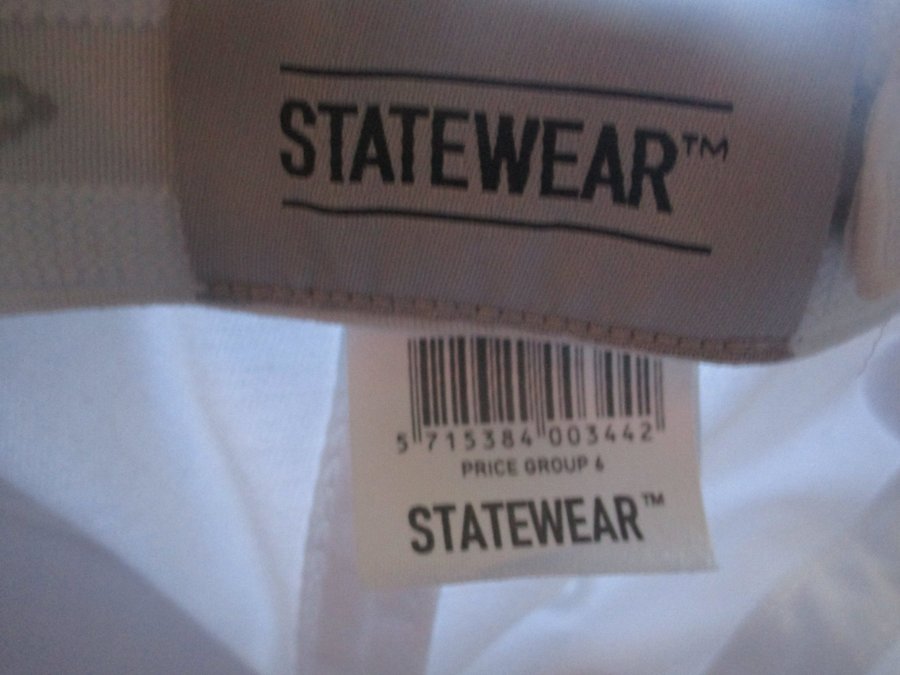 STATEWEAR™
5 715384 003442
PRICE GROUP 6
STATEWEAR™